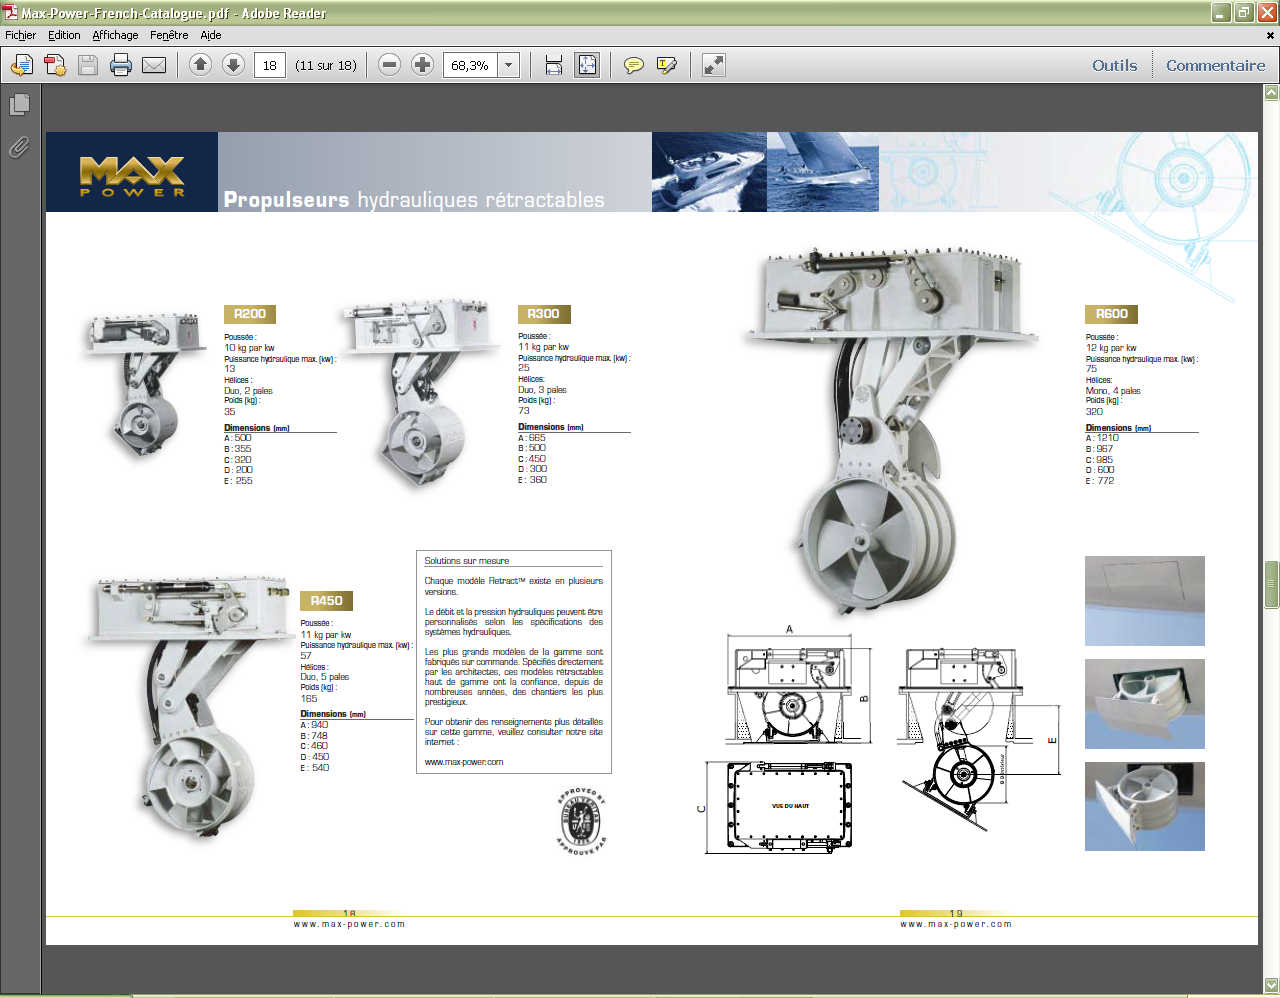 Max-Power-French-Catalogue.pdf - Adobe Reader
Fichier Edition Affichage Fenêtre Aide
18 (11 sur 18) 68,3% Outils Commentaire
MAX
POWER
Propulseurs hydrauliques rétractables
R200
Poussée :
10 kg par kw
Puissance hydraulique max. (kw) :
13
Hélices :
Duo, 2 pales
Poids (kg) :
35
Dimensions (mm)
A : 500
B : 355
C : 320
D : 200
E : 255
R300
Poussée :
11 kg par kw
Puissance hydraulique max. (kw) :
25
Hélices:
Duo, 3 pales
Poids (kg) :
73
Dimensions (mm)
A : 665
B : 500
C : 450
D : 300
E : 360
R450
Poussée :
11 kg par kw
Puissance hydraulique max. (kw) :
57
Hélices :
Duo, 5 pales
Poids (kg) :
165
Dimensions (mm)
A : 940
B : 748
C : 460
D : 450
E : 540
Solutions sur mesure
Chaque modèle Retract™ existe en plusieurs
versions.
Le débit et la pression hydrauliques peuvent être
personnalisés selon les spécifications des
systèmes hydrauliques.
Les plus grands modèles de la gamme sont
fabriqués sur commande. Spécifiés directement
par les architectes, ces modèles rétractables
haut de gamme ont la confiance, depuis de
nombreuses années, des chantiers les plus
prestigieux.
Pour obtenir des renseignements plus détaillés
sur cette gamme, veuillez consulter notre site
internet :
www.max-power.com
APPROVED BY
BUREAU VERITAS
1828
APPROUVE PAR
18
www.max-power.com
R600
Poussée :
12 kg par kw
Puissance hydraulique max. (kw) :
75
Hélices:
Mono, 4 pales
Poids (kg) :
320
Dimensions (mm)
A : 1210
B : 967
C : 985
D : 600
E : 772
A
B
E
C
VUE DU HAUT
19
www.max-power.com